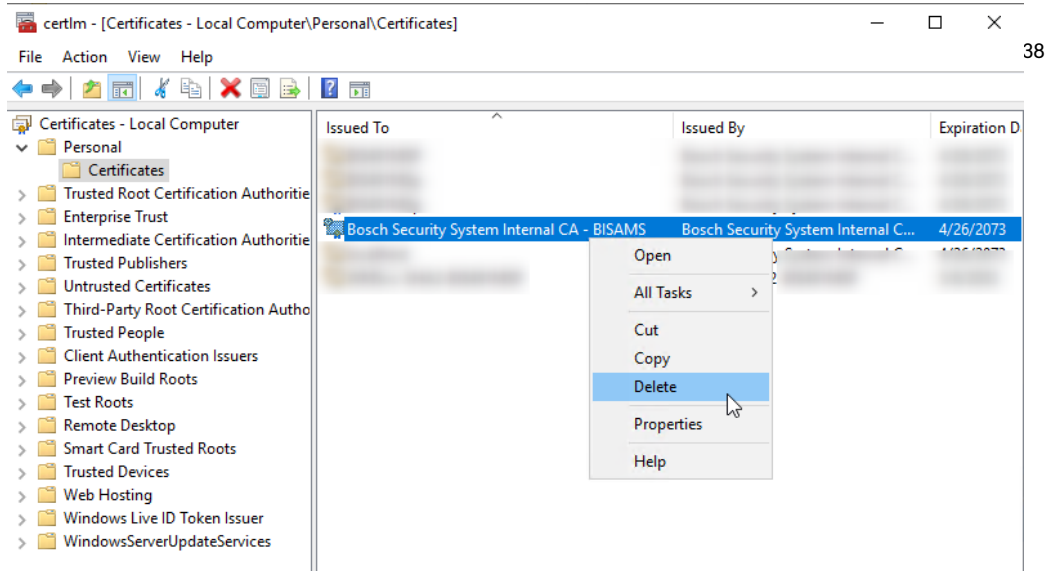 certlm - [Certificates - Local Computer\Personal\Certificates]
38
File Action View Help
Certificates - Local Computer
Personal
Certificates
Trusted Root Certification Authoritie
Enterprise Trust
Intermediate Certification Authoritie
Trusted Publishers
Untrusted Certificates
Third-Party Root Certification Autho
Trusted People
Client Authentication Issuers
Preview Build Roots
Test Roots
Remote Desktop
Smart Card Trusted Roots
Trusted Devices
Web Hosting
Windows Live ID Token Issuer
WindowsServerUpdateServices
Issued To Issued By Expiration D
Bosch Security System Internal CA - BISAMS Bosch Security System Internal C... 4/26/2073
Open
All Tasks
Cut
Copy
Delete
Properties
Help